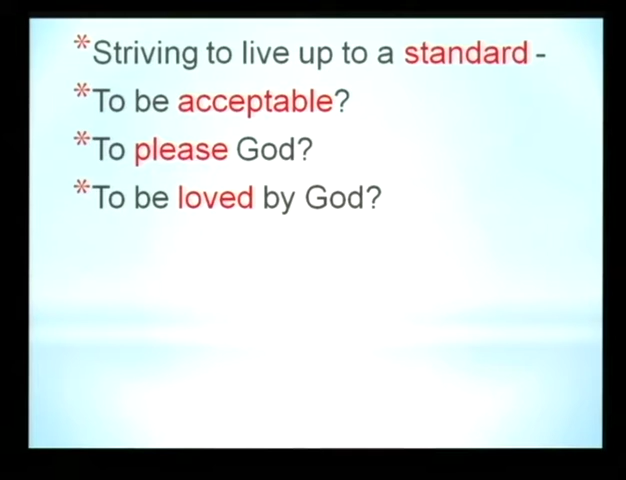 *Striving to live up to a standard -
*To be acceptable?
*To please God?
*To be loved by God?